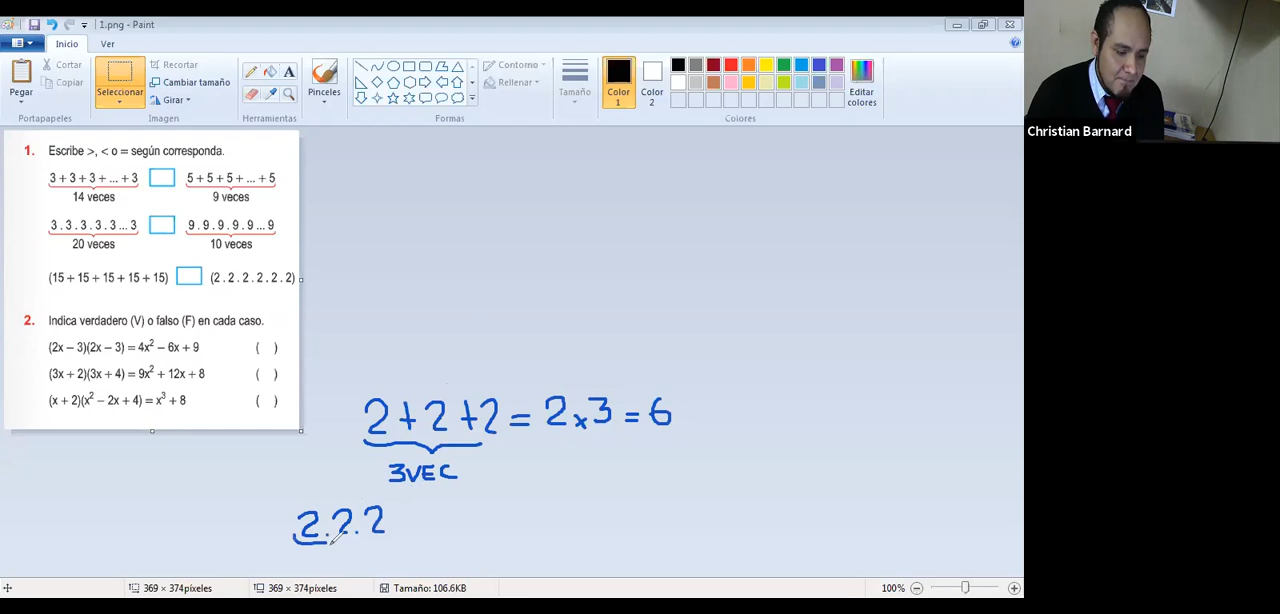 1.png - Paint
Inicio Ver
Pegar
Cortar
Copiar
Portapapeles
Seleccionar
Recortar
Cambiar tamaño
Girar
Imagen
A
Herramientas
Pinceles
Contorno
Rellenar
Formas
Tamaño
Color 1
Color 2
Editar colores
Colores
1. Escribe >, < o = según corresponda.
3 + 3 + 3 + ... + 3 5 + 5 + 5 + ... + 5
14 veces 9 veces
3 . 3 . 3 . 3 . 3 ... 3 9 . 9 . 9 . 9 . 9 ... 9
20 veces 10 veces
(15 + 15 + 15 + 15 + 15) (2 . 2 . 2 . 2 . 2 . 2)
2. Indica verdadero (V) o falso (F) en cada caso.
(2x – 3)(2x – 3) = 4x² – 6x + 9 ( )
(3x + 2)(3x + 4) = 9x² + 12x + 8 ( )
(x + 2)(x² – 2x + 4) = x³ + 8 ( )
2 + 2 + 2 = 2 x 3 = 6
3 VEC
2 . 2 . 2
369 × 374píxeles 369 × 374píxeles Tamaño: 106.6KB 100%
Christian Barnard